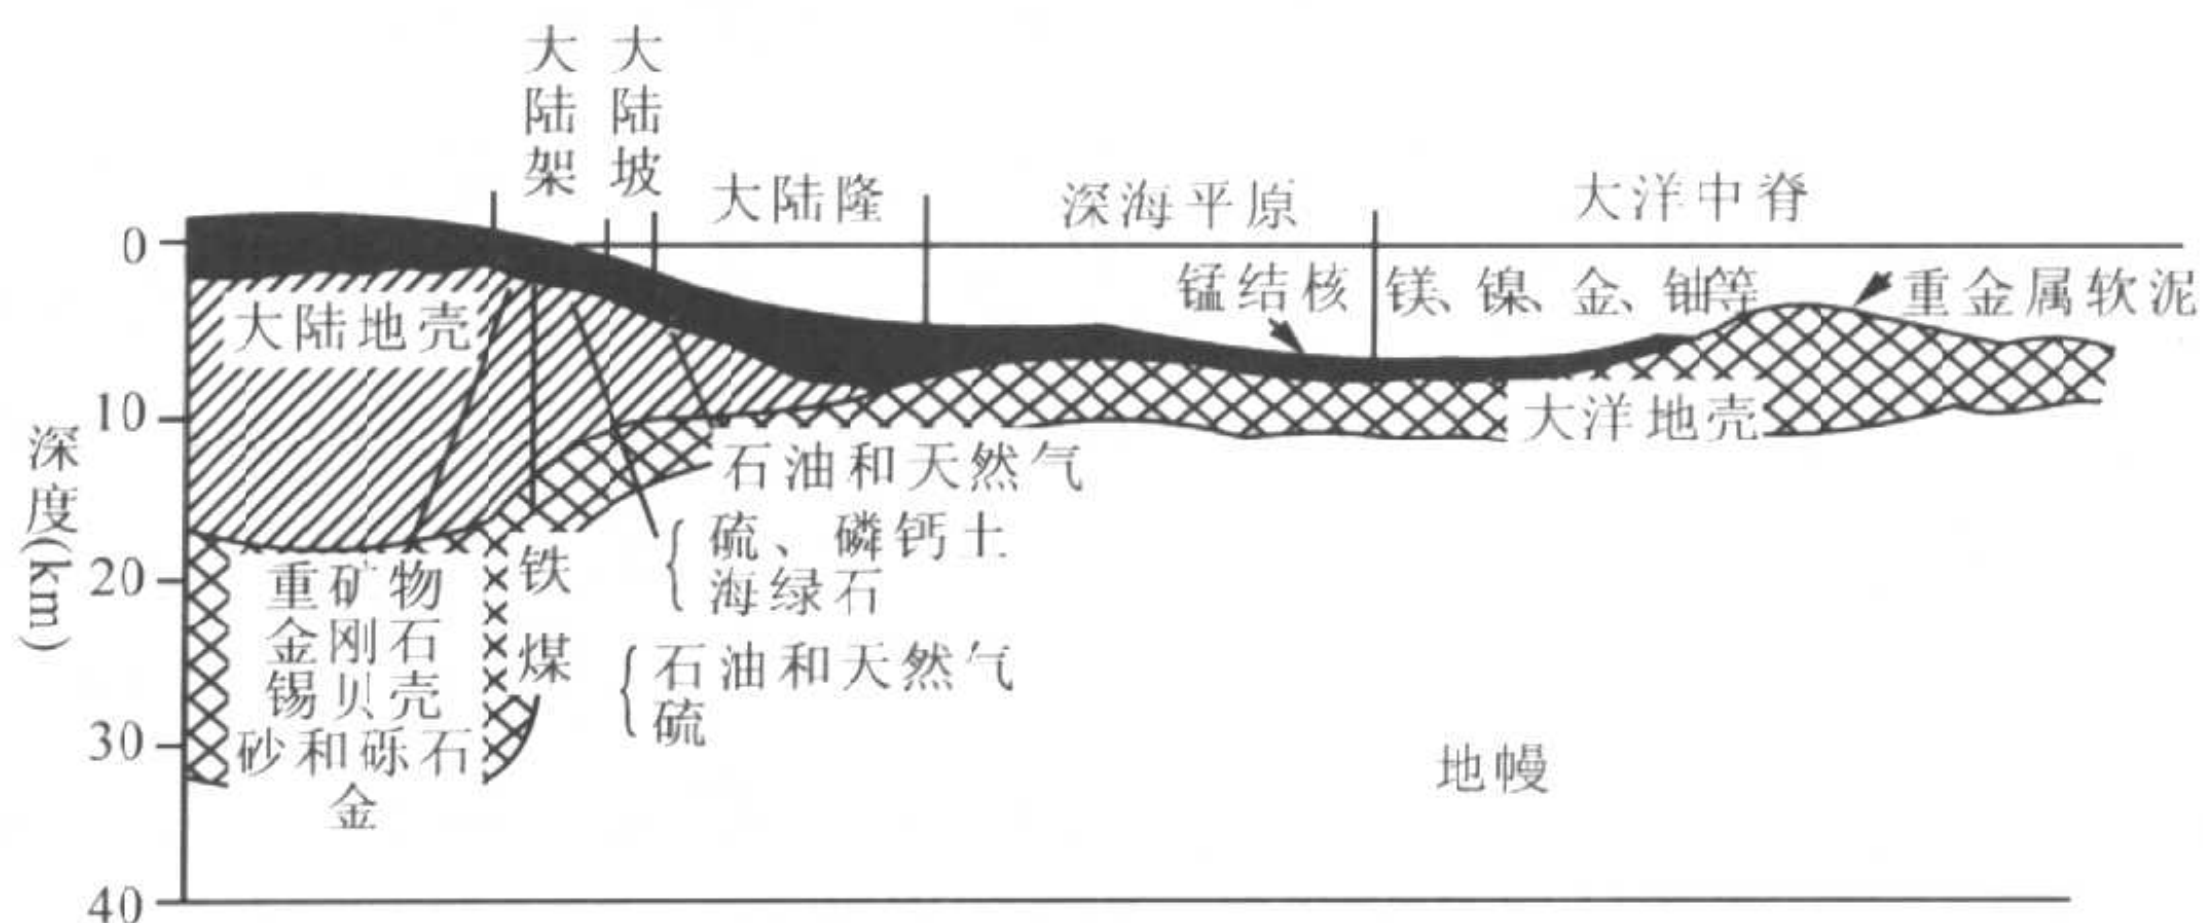 大陆架
大陆坡
大陆隆
深海平原
大洋中脊
0
锰结核
镁、镍、金、铀等
重金属软泥
大陆地壳
10
大洋地壳
深度(km)
石油和天然气
硫、磷钙土
海绿石
20
重矿物
金刚石
锡贝壳
砂和砾石
金
铁
煤
石油和天然气
硫
30
地幔
40